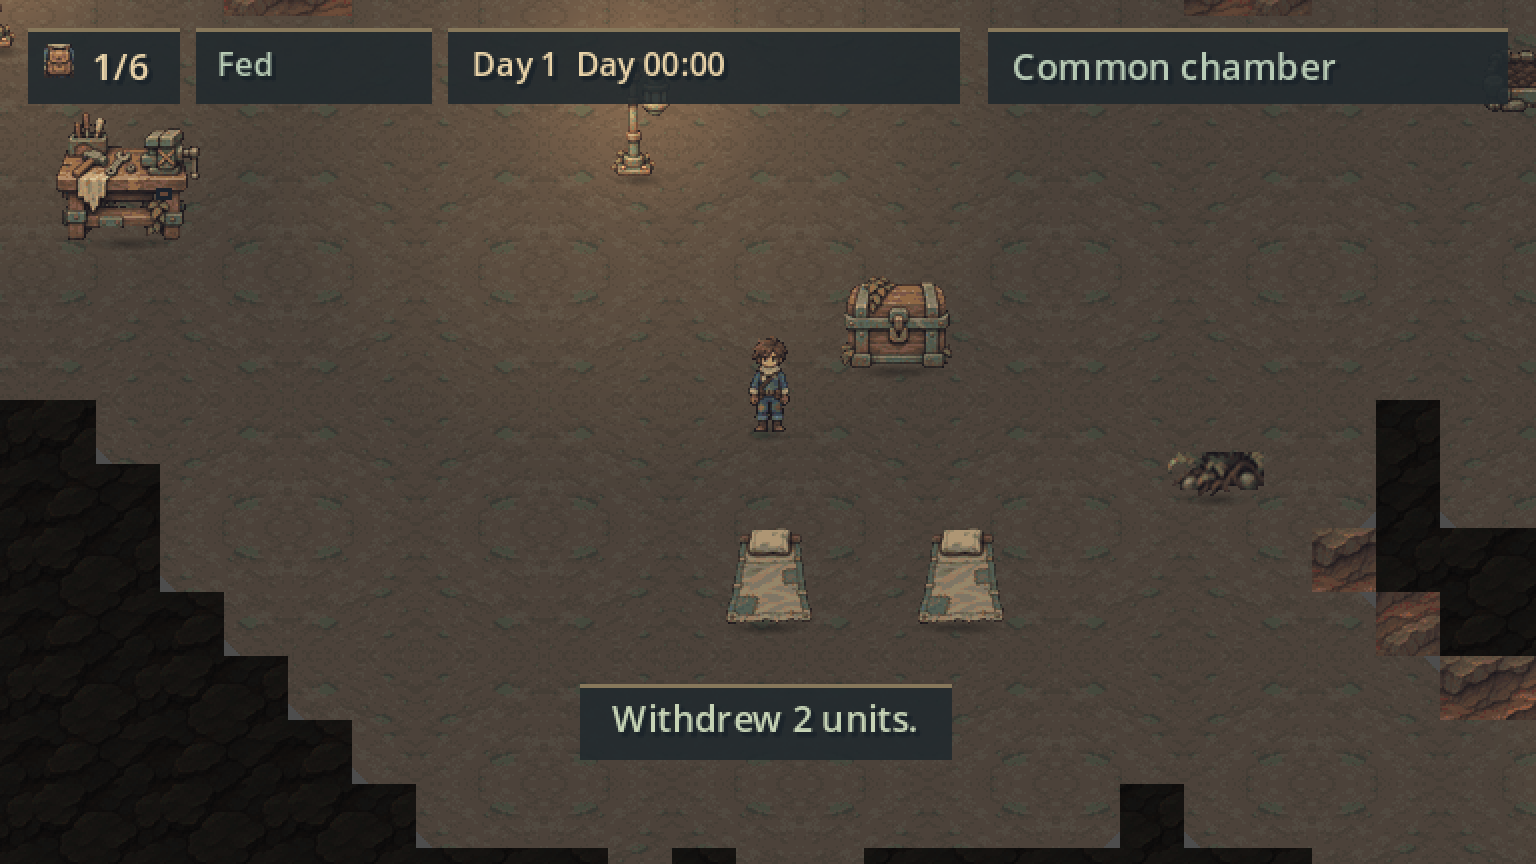 1/6
Fed
Day 1 Day 00:00
Common chamber
Withdrew 2 units.